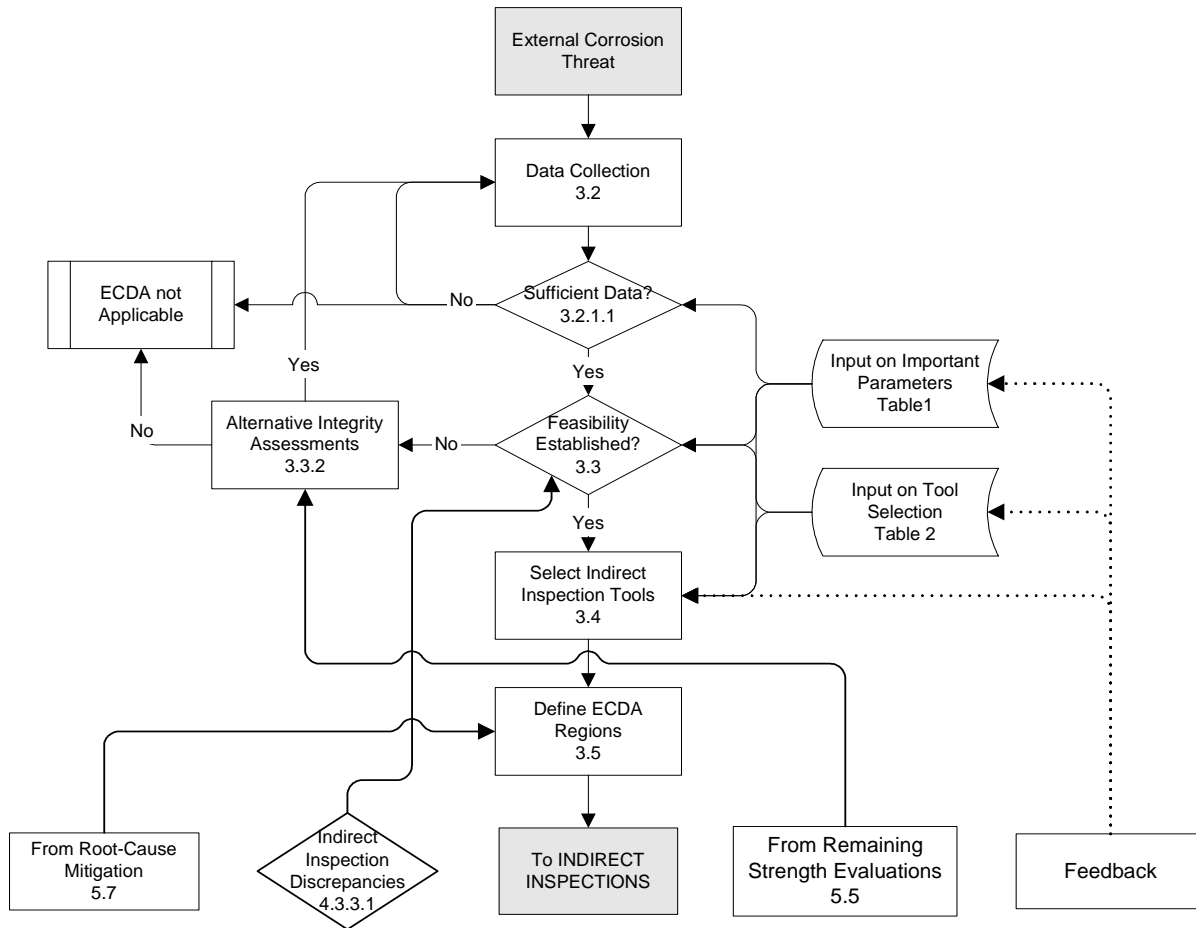 External Corrosion
Threat
Data Collection
3.2
ECDA not
Applicable
No
Sufficient Data?
3.2.1.1
Yes
Yes
Input on Important
Parameters
Table1
No
Alternative Integrity
Assessments
3.3.2
No
Feasibility
Established?
3.3
Input on Tool
Selection
Table 2
Yes
Select Indirect
Inspection Tools
3.4
Define ECDA
Regions
3.5
From Root-Cause
Mitigation
5.7
Indirect
Inspection
Discrepancies
4.3.3.1
To INDIRECT
INSPECTIONS
From Remaining
Strength Evaluations
5.5
Feedback